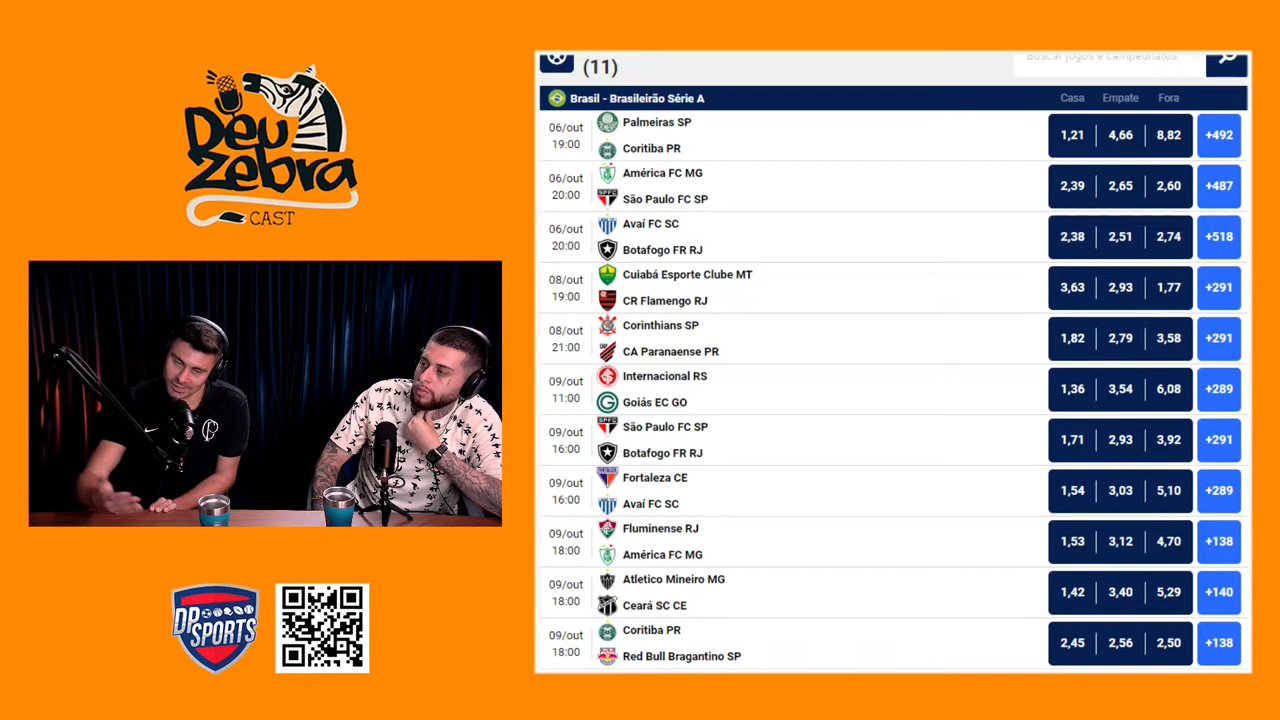 Deu
Zebra
CAST
DP
SPORTS
(11)
Buscar jogos e campeonatos
Brasil - Brasileirão Série A Casa Empate Fora
06/out 19:00 Palmeiras SP Coritiba PR 1,21 4,66 8,82 +492
06/out 20:00 América FC MG São Paulo FC SP 2,39 2,65 2,60 +487
06/out 20:00 Avaí FC SC Botafogo FR RJ 2,38 2,51 2,74 +518
08/out 19:00 Cuiabá Esporte Clube MT CR Flamengo RJ 3,63 2,93 1,77 +291
08/out 21:00 Corinthians SP CA Paranaense PR 1,82 2,79 3,58 +291
09/out 11:00 Internacional RS Goiás EC GO 1,36 3,54 6,08 +289
09/out 16:00 São Paulo FC SP Botafogo FR RJ 1,71 2,93 3,92 +291
09/out 16:00 Fortaleza CE Avaí FC SC 1,54 3,03 5,10 +289
09/out 18:00 Fluminense RJ América FC MG 1,53 3,12 4,70 +138
09/out 18:00 Atletico Mineiro MG Ceará SC CE 1,42 3,40 5,29 +140
09/out 18:00 Coritiba PR Red Bull Bragantino SP 2,45 2,56 2,50 +138